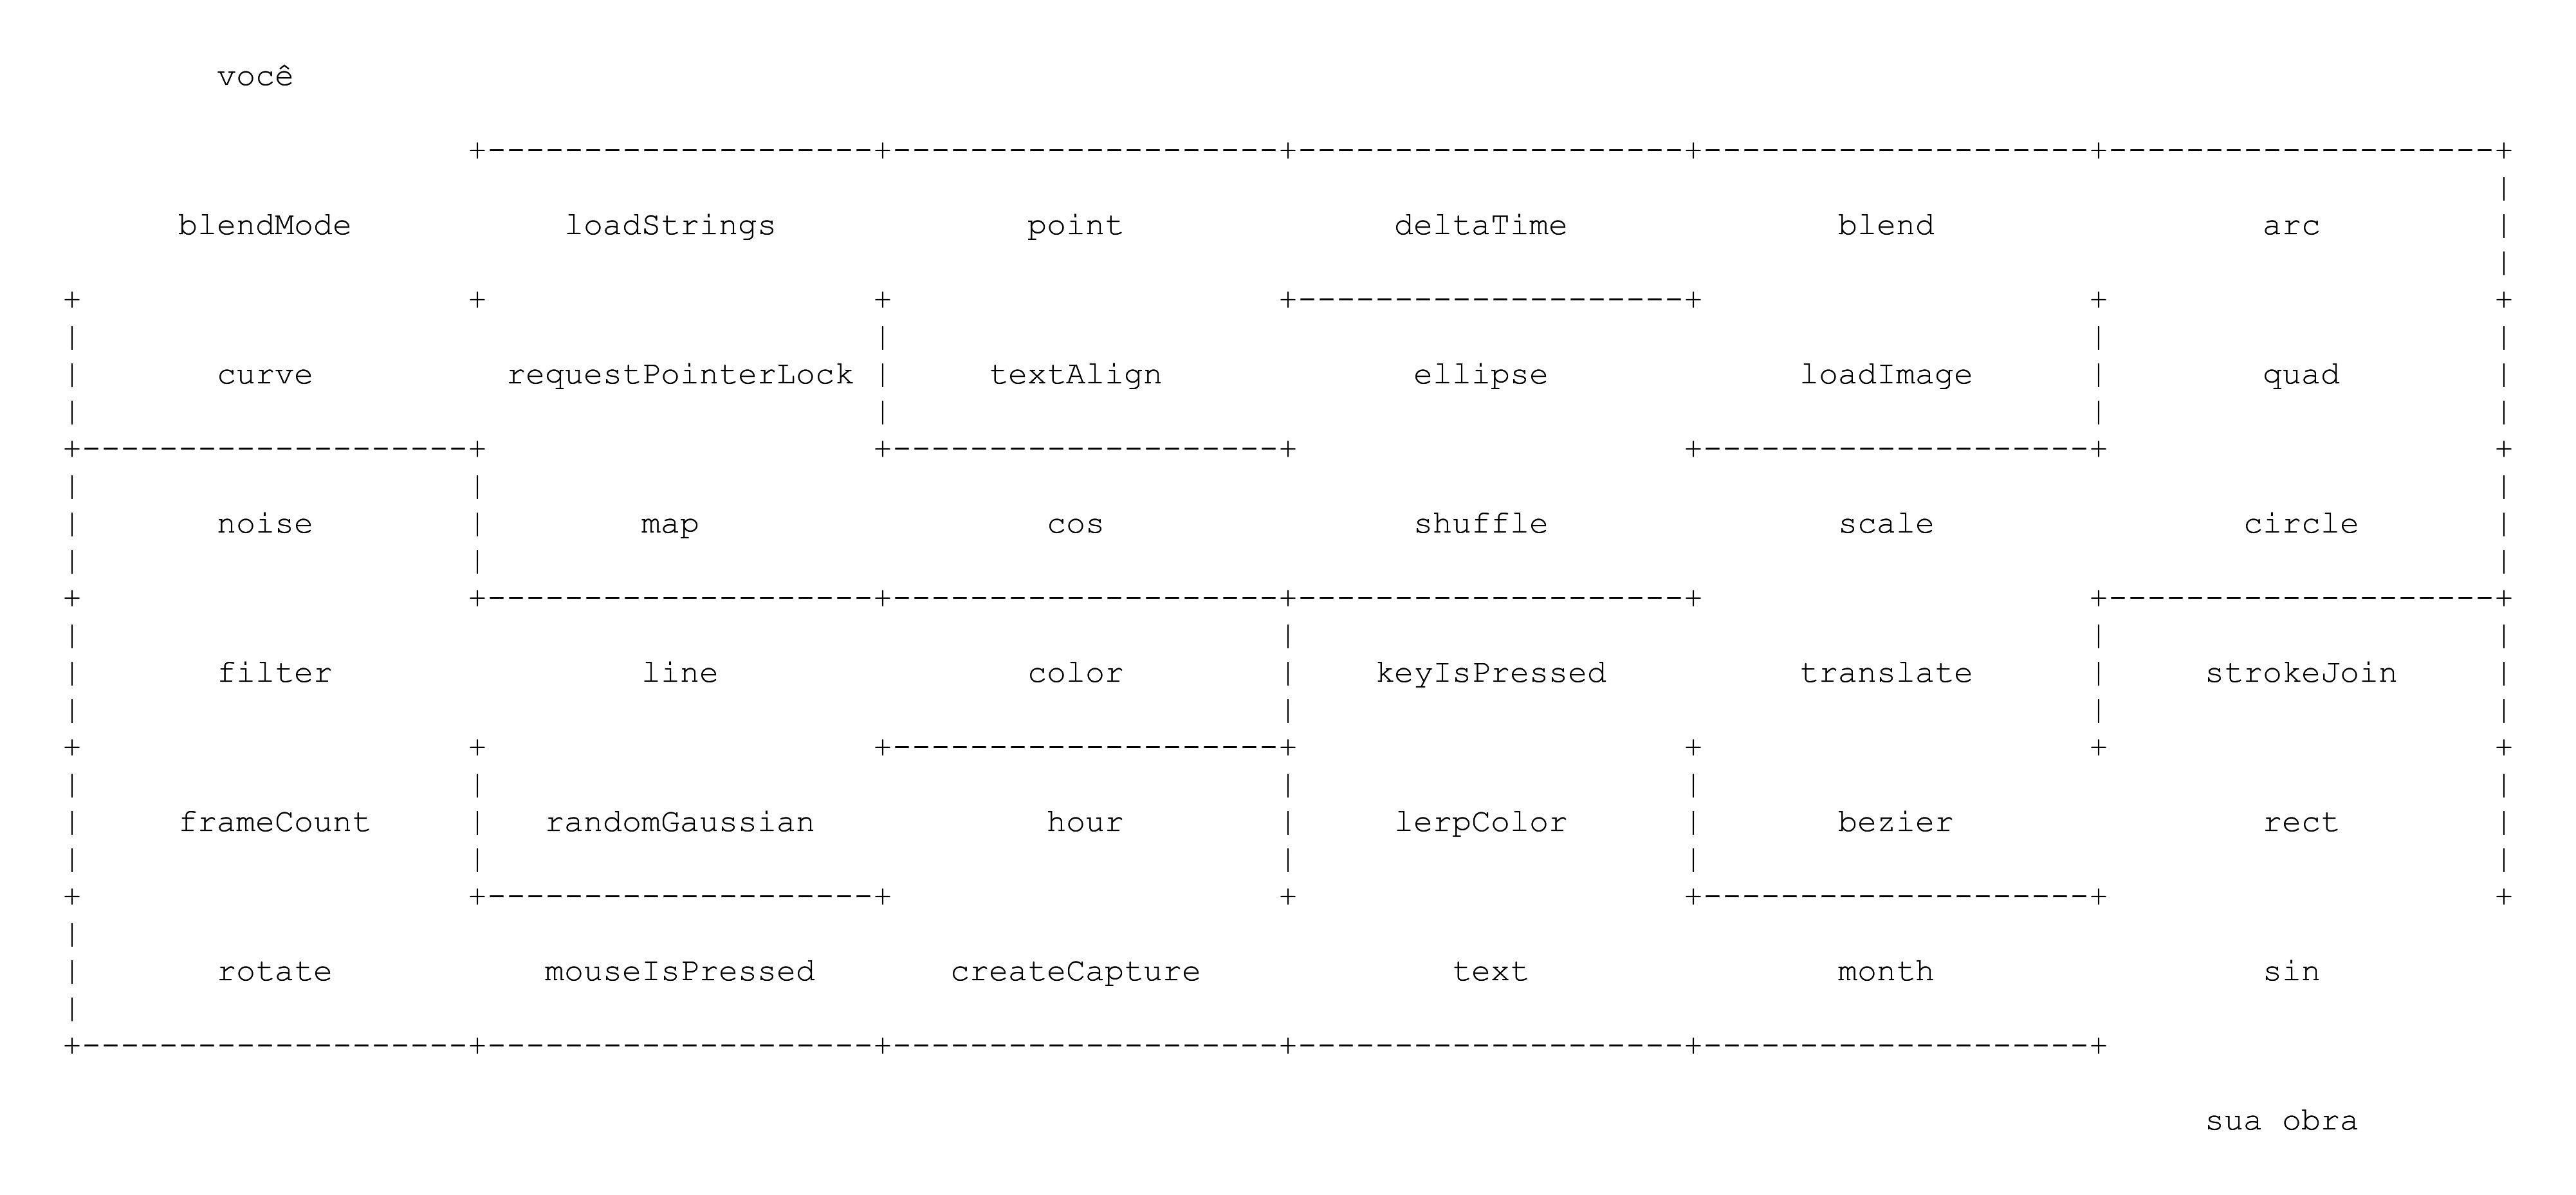 você
blendMode loadStrings point deltaTime blend arc
curve requestPointerLock textAlign ellipse loadImage quad
noise map cos shuffle scale circle
filter line color keyIsPressed translate strokeJoin
frameCount randomGaussian hour lerpColor bezier rect
rotate mouseIsPressed createCapture text month sin
sua obra